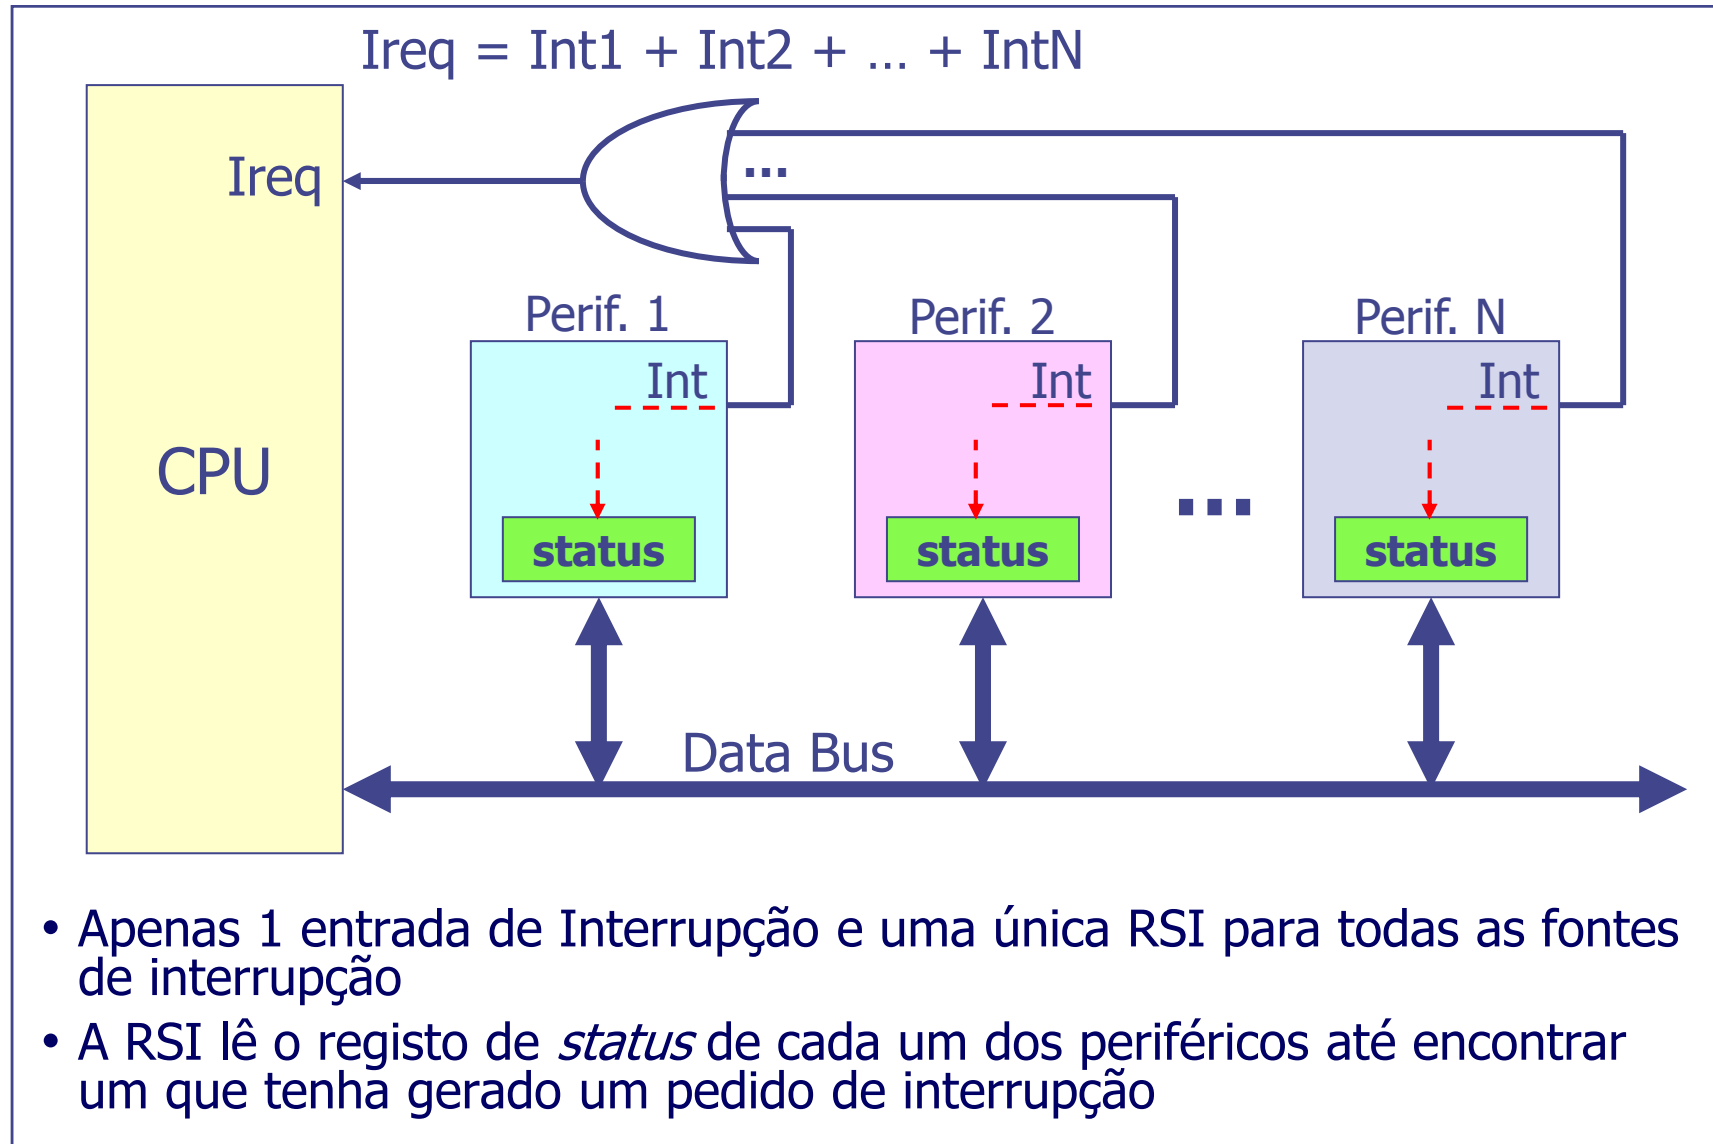 Ireq = Int1 + Int2 + … + IntN
Ireq
...
Perif. 1
Perif. 2
Perif. N
Int
Int
Int
CPU
...
status
status
status
Data Bus
• Apenas 1 entrada de Interrupção e uma única RSI para todas as fontes
de interrupção
• A RSI lê o registo de status de cada um dos periféricos até encontrar
um que tenha gerado um pedido de interrupção